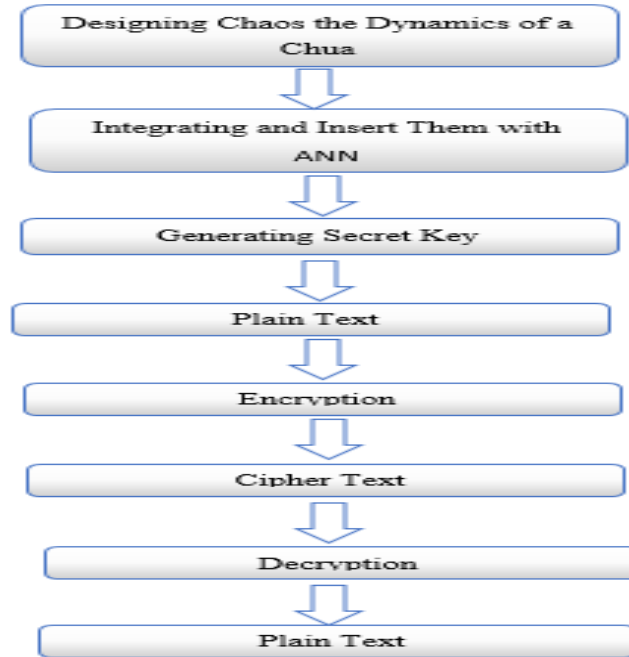 Designing Chaos the Dynamics of a
Chua
Integrating and Insert Them with
ANN
Generating Secret Key
Plain Text
Encryption
Cipher Text
Decryption
Plain Text